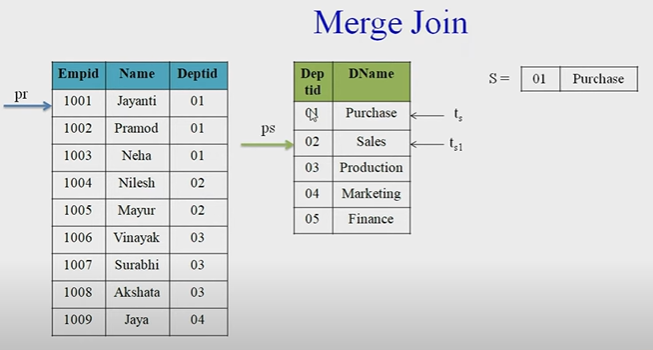 Merge Join
pr
Empid Name Deptid
1001 Jayanti 01
1002 Pramod 01
1003 Neha 01
1004 Nilesh 02
1005 Mayur 02
1006 Vinayak 03
1007 Surabhi 03
1008 Akshata 03
1009 Jaya 04
ps
Dep
tid DName
01 Purchase
02 Sales
03 Production
04 Marketing
05 Finance
ts
ts1
S = 01 Purchase